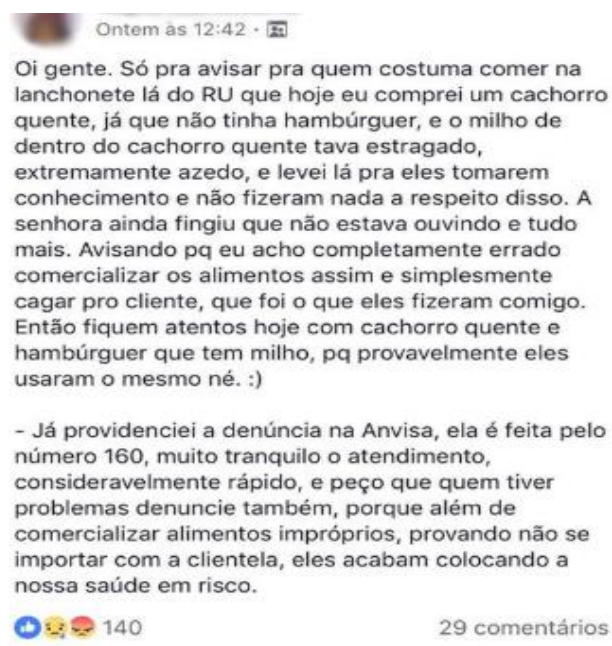 Ontem às 12:42 ·
Oi gente. Só pra avisar pra quem costuma comer na
lanchonete lá do RU que hoje eu comprei um cachorro
quente, já que não tinha hambúrguer, e o milho de
dentro do cachorro quente tava estragado,
extremamente azedo, e levei lá pra eles tomarem
conhecimento e não fizeram nada a respeito disso. A
senhora ainda fingiu que não estava ouvindo e tudo
mais. Avisando pq eu acho completamente errado
comercializar os alimentos assim e simplesmente
cagar pro cliente, que foi o que eles fizeram comigo.
Então fiquem atentos hoje com cachorro quente e
hambúrguer que tem milho, pq provavelmente eles
usaram o mesmo né. :)
- Já providenciei a denúncia na Anvisa, ela é feita pelo
número 160, muito tranquilo o atendimento,
consideravelmente rápido, e peço que quem tiver
problemas denuncie também, porque além de
comercializar alimentos impróprios, provando não se
importar com a clientela, eles acabam colocando a
nossa saúde em risco.
140 29 comentários